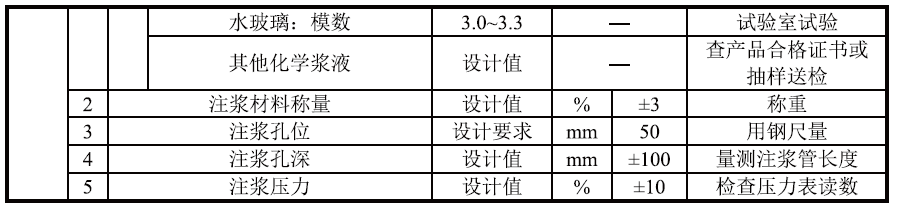 水玻璃：模数 3.0~3.3 — 试验室试验
其他化学浆液 设计值 — 查产品合格证书或
抽样送检
2 注浆材料称量 设计值 % ±3 称重
3 注浆孔位 设计要求 mm 50 用钢尺量
4 注浆孔深 设计值 mm ±100 量测注浆管长度
5 注浆压力 设计值 % ±10 检查压力表读数